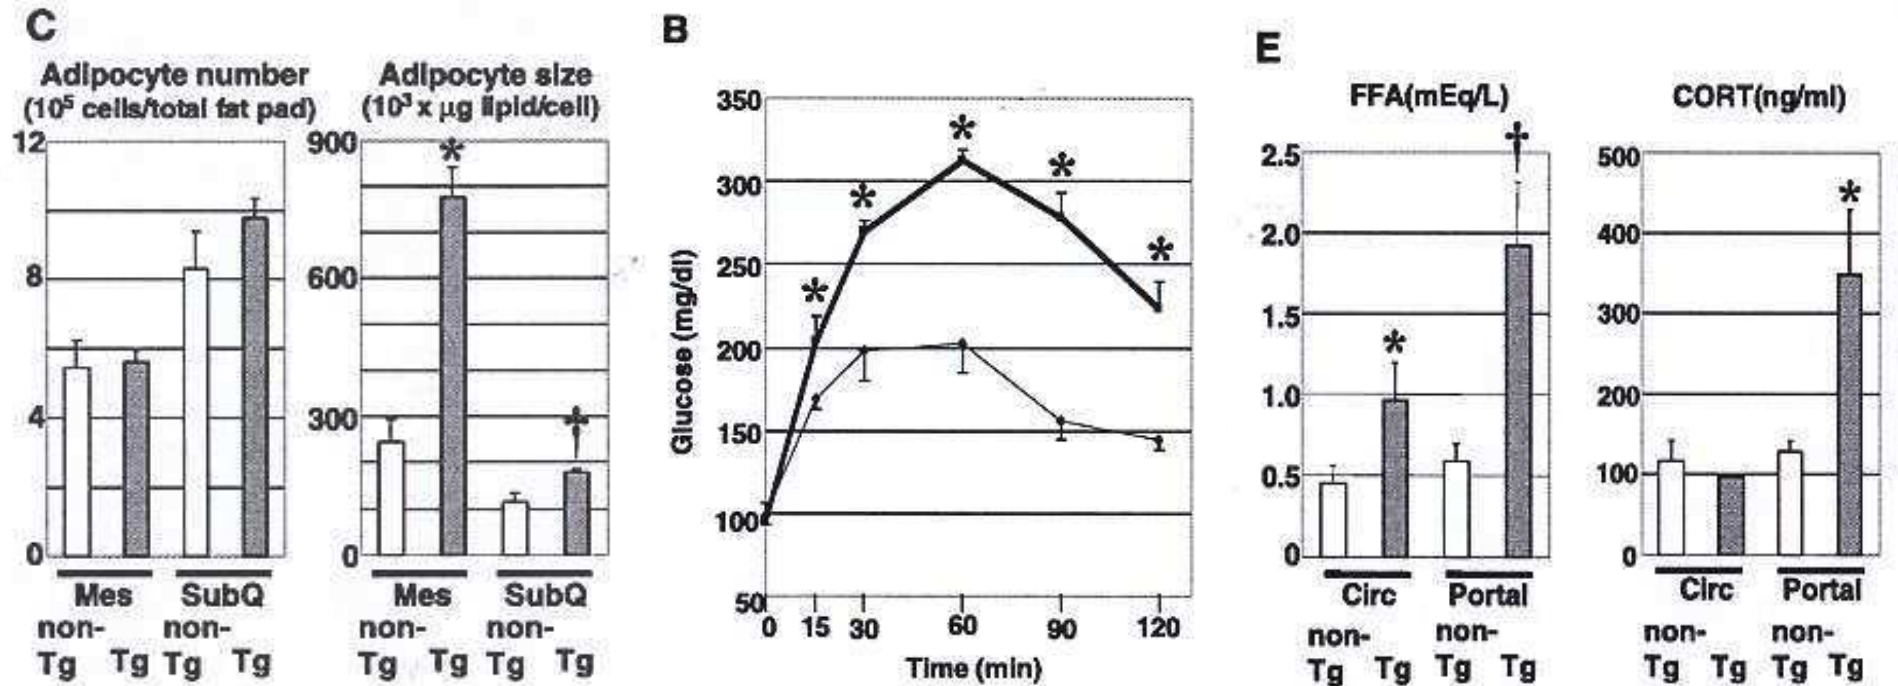 C
Adipocyte number
(10⁵ cells/total fat pad)
12
8
4
0
Mes SubQ
non- non-
Tg Tg Tg Tg
Adipocyte size
(10³ x µg lipid/cell)
900
600
300
0
*
†
Mes SubQ
non- non-
Tg Tg Tg Tg
B
Glucose (mg/dl)
350
300
250
200
150
100
50
* * * * *
0 15 30 60 90 120
Time (min)
E
FFA(mEq/L)
2.5
2.0
1.5
1.0
0.5
0
*
†
Circ Portal
non- non-
Tg Tg Tg Tg
CORT(ng/ml)
500
400
300
200
100
0
*
Circ Portal
non- non-
Tg Tg Tg Tg